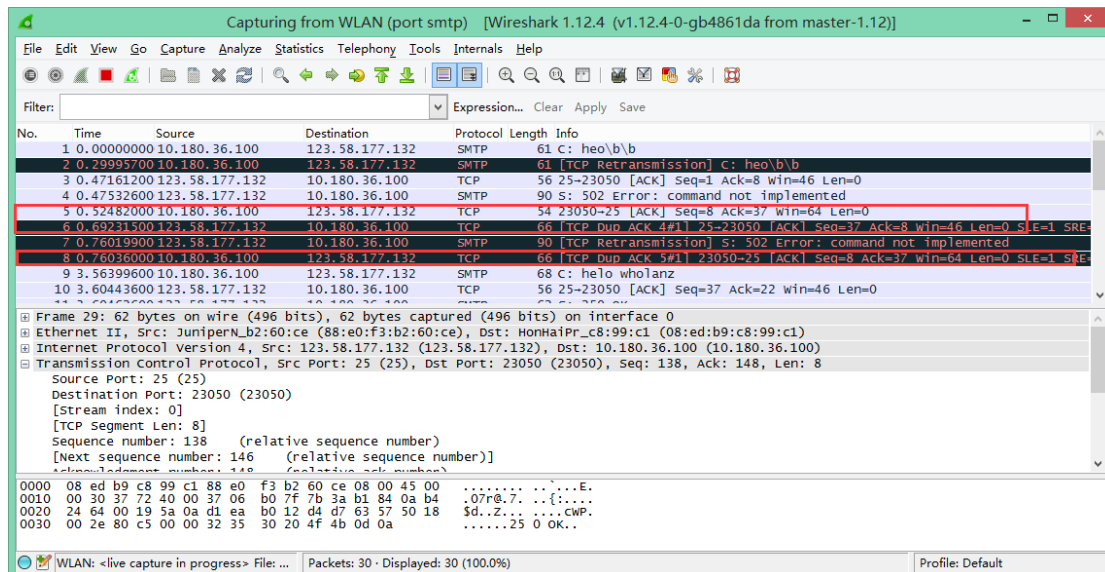 Capturing from WLAN (port smtp) [Wireshark 1.12.4 (v1.12.4-0-gb4861da from master-1.12)]
File Edit View Go Capture Analyze Statistics Telephony Tools Internals Help
Filter: Expression... Clear Apply Save
No. Time Source Destination Protocol Length Info
1 0.00000000 10.180.36.100 123.58.177.132 SMTP 61 C: heo\b\b
2 0.29995700 10.180.36.100 123.58.177.132 SMTP 61 [TCP Retransmission] C: heo\b\b
3 0.47161200 123.58.177.132 10.180.36.100 TCP 56 25→23050 [ACK] Seq=1 Ack=8 Win=46 Len=0
4 0.47532600 123.58.177.132 10.180.36.100 SMTP 90 S: 502 Error: command not implemented
5 0.52482000 10.180.36.100 123.58.177.132 TCP 54 23050→25 [ACK] Seq=8 Ack=37 Win=64 Len=0
6 0.69231500 123.58.177.132 10.180.36.100 TCP 66 [TCP Dup ACK 4#1] 25→23050 [ACK] Seq=37 Ack=8 Win=46 Len=0 SLE=1 SRE=
7 0.76019900 123.58.177.132 10.180.36.100 SMTP 90 [TCP Retransmission] S: 502 Error: command not implemented
8 0.76036000 10.180.36.100 123.58.177.132 TCP 66 [TCP Dup ACK 5#1] 23050→25 [ACK] Seq=8 Ack=37 Win=64 Len=0 SLE=1 SRE=
9 3.56399600 10.180.36.100 123.58.177.132 SMTP 68 C: helo wholanz
10 3.60443600 123.58.177.132 10.180.36.100 TCP 56 25→23050 [ACK] Seq=37 Ack=22 Win=46 Len=0
Frame 29: 62 bytes on wire (496 bits), 62 bytes captured (496 bits) on interface 0
Ethernet II, Src: JuniperN_b2:60:ce (88:e0:f3:b2:60:ce), Dst: HonHaiPr_c8:99:c1 (08:ed:b9:c8:99:c1)
Internet Protocol Version 4, Src: 123.58.177.132 (123.58.177.132), Dst: 10.180.36.100 (10.180.36.100)
Transmission Control Protocol, Src Port: 25 (25), Dst Port: 23050 (23050), Seq: 138, Ack: 148, Len: 8
Source Port: 25 (25)
Destination Port: 23050 (23050)
[Stream index: 0]
[TCP Segment Len: 8]
Sequence number: 138 (relative sequence number)
[Next sequence number: 146 (relative sequence number)]
Acknowledgment number: 148 (relative ack number)
0000 08 ed b9 c8 99 c1 88 e0 f3 b2 60 ce 08 00 45 00 ........ ..`...E.
0010 00 30 37 72 40 00 37 06 b0 7f 7b 3a b1 84 0a b4 .07r@.7. ..{:....
0020 24 64 00 19 5a 0a d1 ea b0 12 d4 d7 63 57 50 18 $d..Z... ....cWP.
0030 00 2e 80 c5 00 00 32 35 30 20 4f 4b 0d 0a ......25 0 OK..
WLAN: <live capture in progress> File: ... Packets: 30 · Displayed: 30 (100.0%) Profile: Default